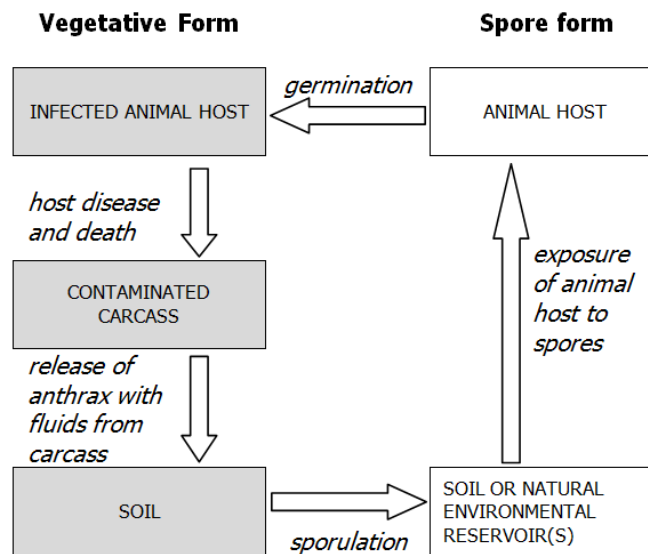 Vegetative Form
Spore form
germination
INFECTED ANIMAL HOST
ANIMAL HOST
host disease
and death
exposure
of animal
host to
spores
CONTAMINATED
CARCASS
release of
anthrax with
fluids from
carcass
SOIL
SOIL OR NATURAL
ENVIRONMENTAL
RESERVOIR(S)
sporulation